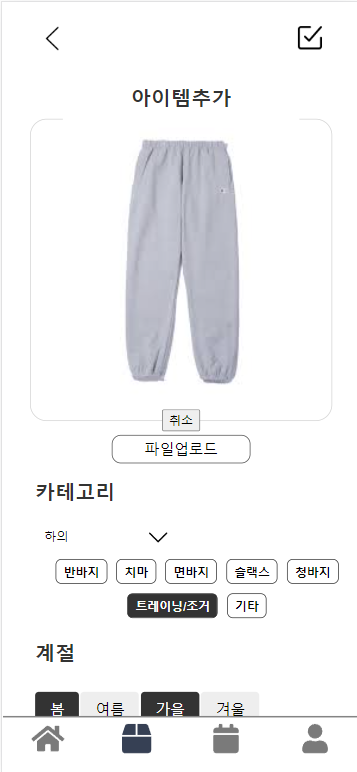 아이템추가
취소
파일업로드
카테고리
하의
반바지 치마 면바지 슬랙스 청바지
트레이닝/조거 기타
계절
봄 여름 가을 겨울